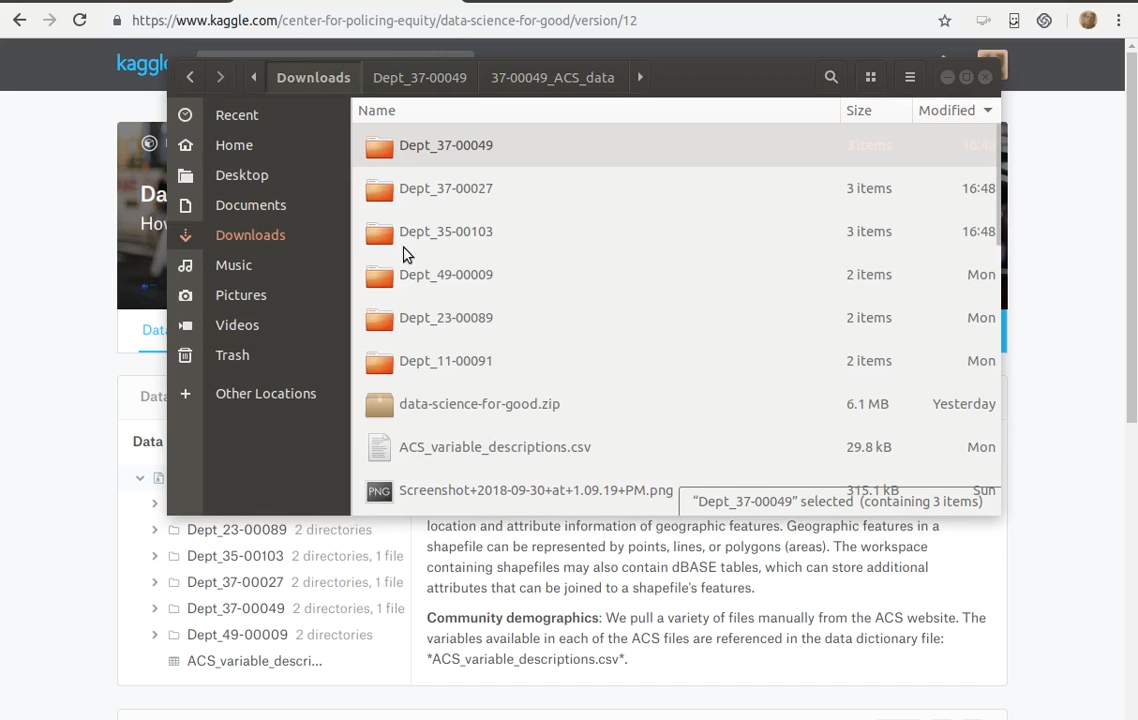 https://www.kaggle.com/center-for-policing-equity/data-science-for-good/version/12
kaggle
Downloads Dept_37-00049 37-00049_ACS_data
Recent
Home
Desktop
Documents
Downloads
Music
Pictures
Videos
Trash
Other Locations
Name Size Modified
Dept_37-00049 3 items 16:48
Dept_37-00027 3 items 16:48
Dept_35-00103 3 items 16:48
Dept_49-00009 2 items Mon
Dept_23-00089 2 items Mon
Dept_11-00091 2 items Mon
data-science-for-good.zip 6.1 MB Yesterday
ACS_variable_descriptions.csv 29.8 kB Mon
PNG Screenshot+2018-09-30+at+1.09.19+PM.png 315.1 kB Sun
"Dept_37-00049" selected (containing 3 items)
Da
How
Data
Data
Data
Dept_23-00089 2 directories
Dept_35-00103 2 directories, 1 file
Dept_37-00027 2 directories, 1 file
Dept_37-00049 2 directories, 1 file
Dept_49-00009 2 directories
ACS_variable_descri...
location and attribute information of geographic features. Geographic features in a
shapefile can be represented by points, lines, or polygons (areas). The workspace
containing shapefiles may also contain dBASE tables, which can store additional
attributes that can be joined to a shapefile's features.
Community demographics: We pull a variety of files manually from the ACS website. The
variables available in each of the ACS files are referenced in the data dictionary file:
*ACS_variable_descriptions.csv*.